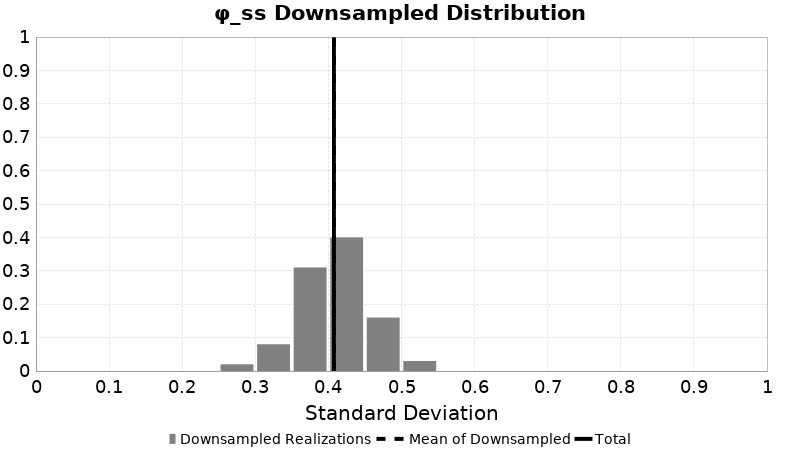 φ_ss Downsampled Distribution
1
0.9
0.8
0.7
0.6
0.5
0.4
0.3
0.2
0.1
0
0 0.1 0.2 0.3 0.4 0.5 0.6 0.7 0.8 0.9 1
Standard Deviation
Downsampled Realizations Mean of Downsampled Total